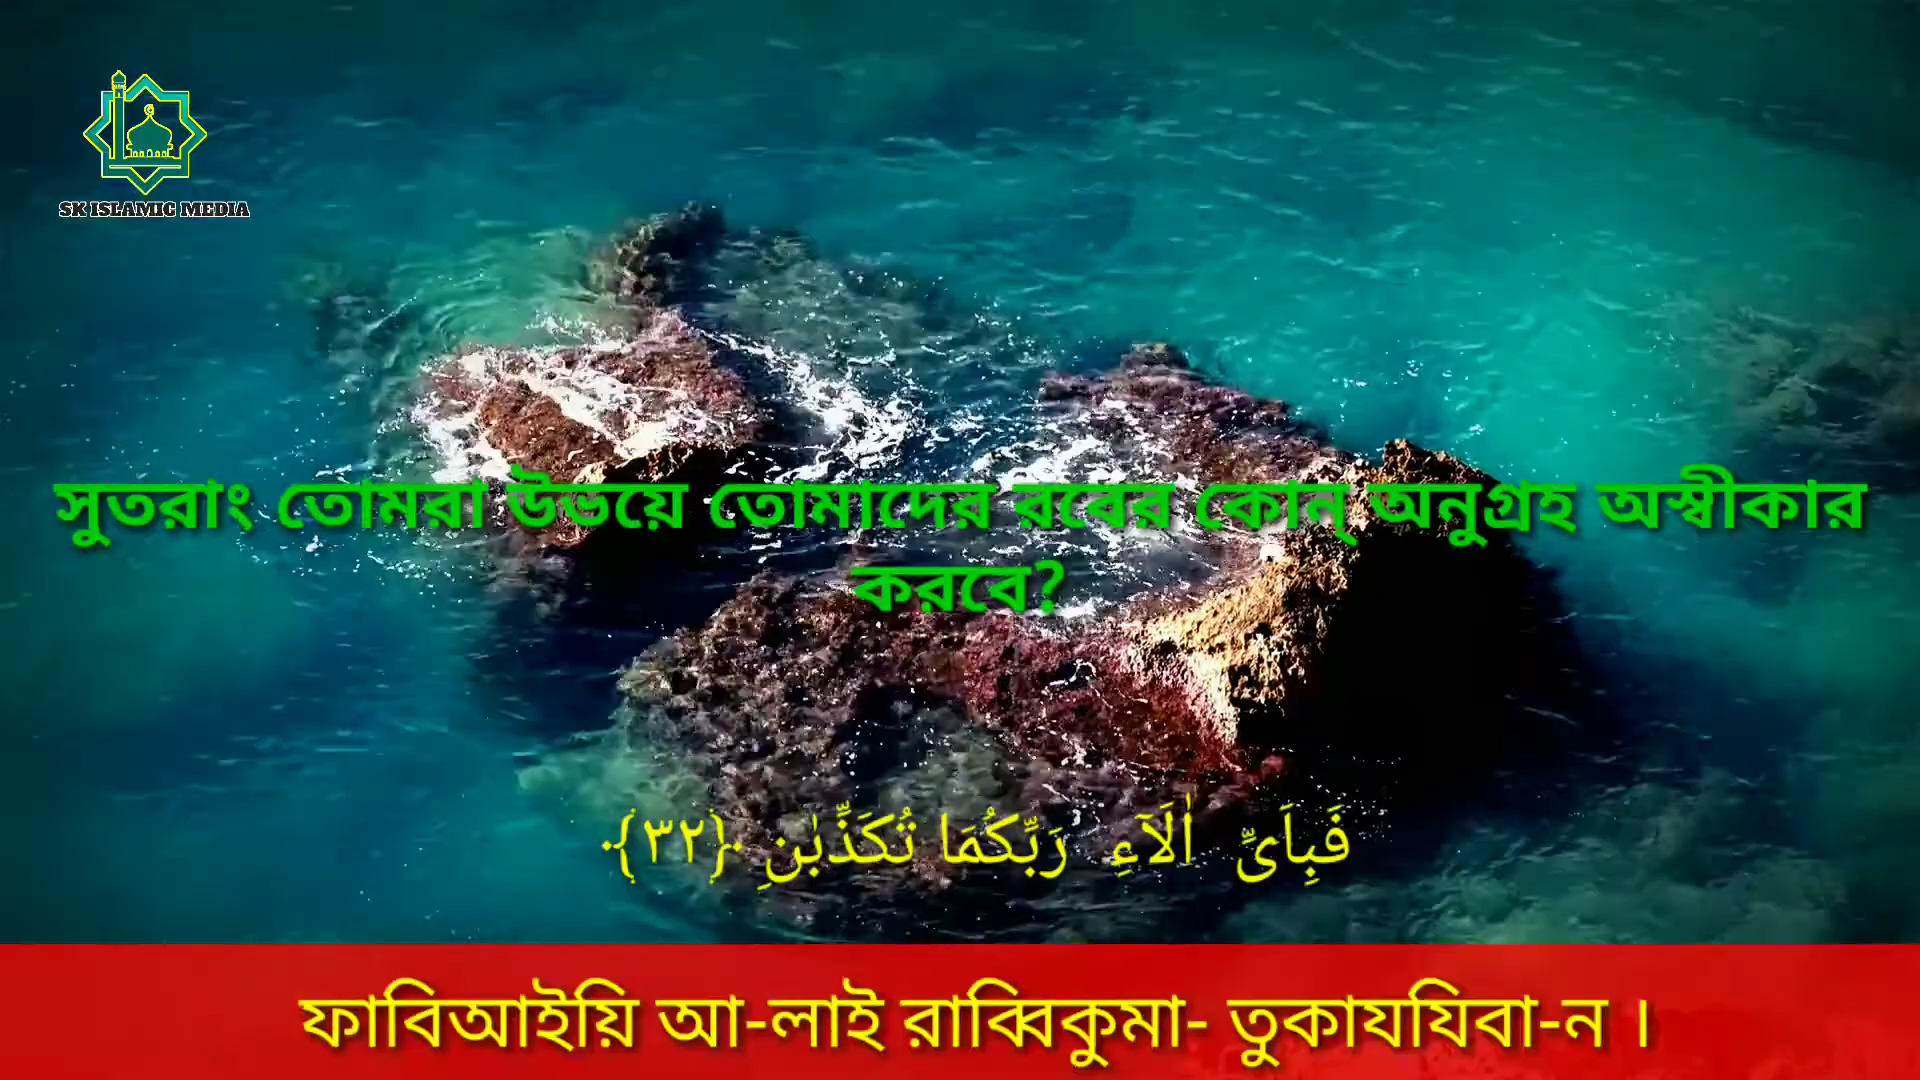 SK ISLAMIC MEDIA
সুতরাং তোমরা উভয়ে তোমাদের রবের কোন্ অনুগ্রহ অস্বীকার
করবে?
فَبِاَىِّ اٰلَآءِ رَبِّكُمَا تُكَذِّبٰنِ ﴿٣٢﴾
ফাবিআইয়ি আ-লাই রাব্বিকুমা- তুকাযযিবা-ন ।